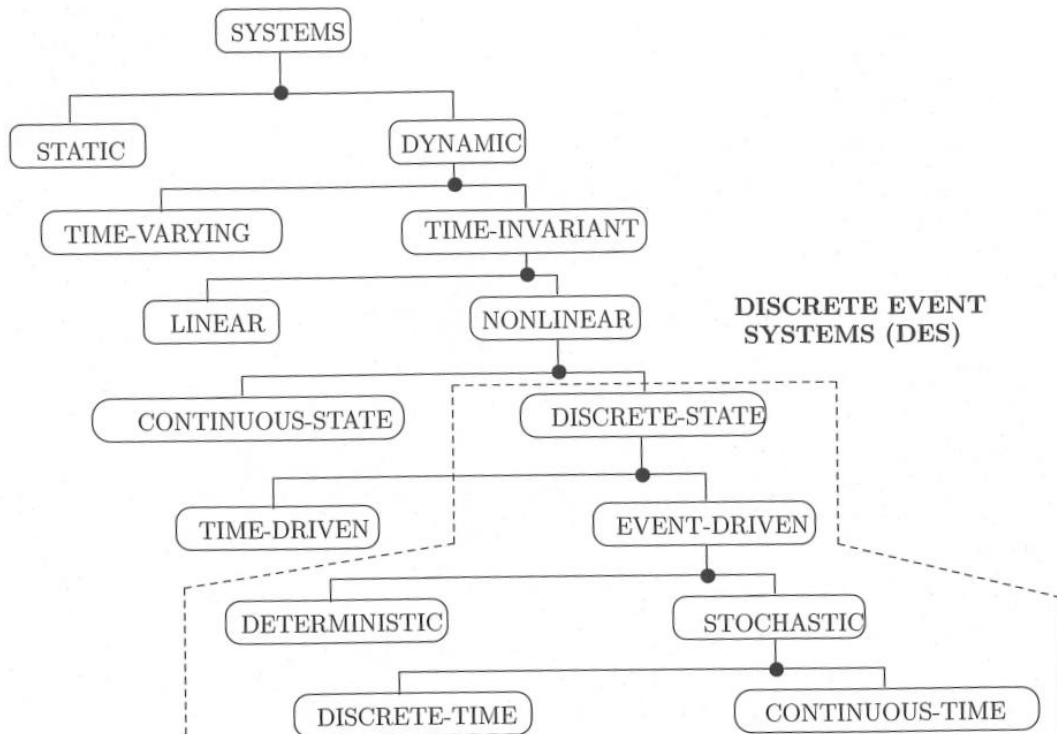 SYSTEMS
STATIC
DYNAMIC
TIME-VARYING
TIME-INVARIANT
LINEAR
NONLINEAR
DISCRETE EVENT
SYSTEMS (DES)
CONTINUOUS-STATE
DISCRETE-STATE
TIME-DRIVEN
EVENT-DRIVEN
DETERMINISTIC
STOCHASTIC
DISCRETE-TIME
CONTINUOUS-TIME